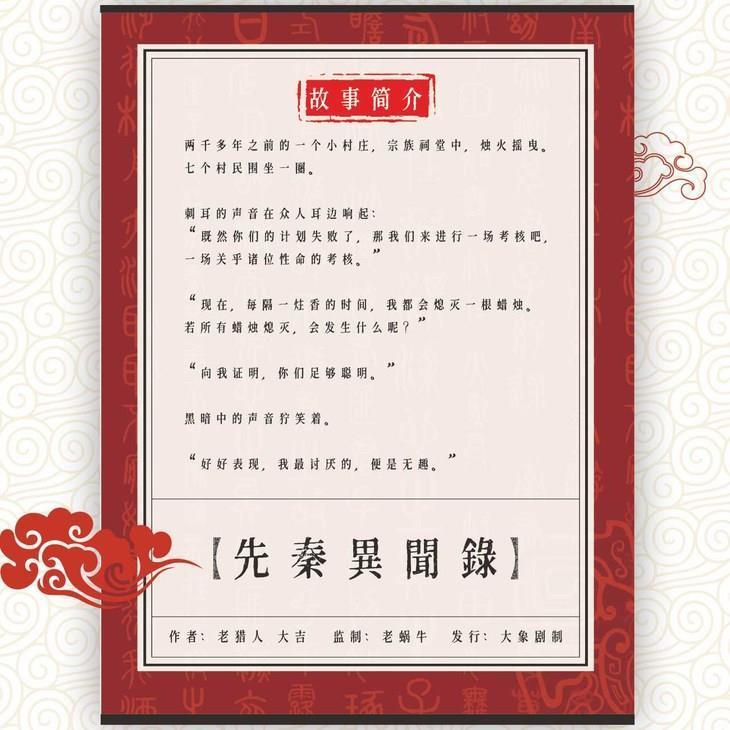 故事简介
两千多年之前的一个小村庄，宗族祠堂中，烛火摇曳。
七个村民围坐一圈。
刺耳的声音在众人耳边响起：
“既然你们的计划失败了，那我们来进行一场考核吧，
一场关乎诸位性命的考核。”
“现在，每隔一炷香的时间，我都会熄灭一根蜡烛。
若所有蜡烛熄灭，会发生什么呢？”
“向我证明，你们足够聪明。”
黑暗中的声音狞笑着。
“好好表现，我最讨厌的，便是无趣。”
【先秦異聞錄】
作者：老猎人 大吉 监制：老蜗牛 发行：大象剧制